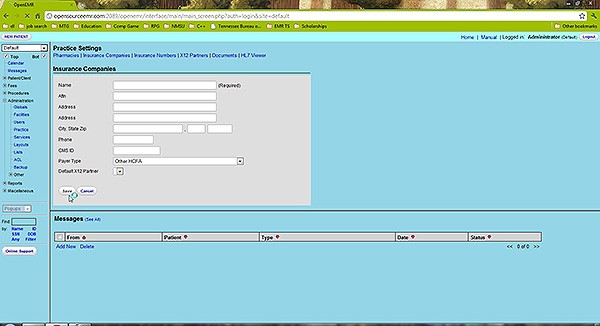 OpenEMR
opensourceemr.com:2089/openemr/interface/main/main_screen.php?auth=login&site=default
dl job search MTG Education Comp Game RPG NMSU C++ Tennessee Bureau o... EMR TS Scholarships Other bookmarks
NEW PATIENT
Home | Manual | Logged in: Administrator (Default) Logout
Default
Top Bot
Calendar
Messages
Patient/Client
Fees
Procedures
Administration
Globals
Facilities
Users
Practice
Services
Layouts
Lists
ACL
Backup
Other
Reports
Miscellaneous
Popups
Find:
by: Name ID
SSN DOB
Any Filter
Online Support
Practice Settings
Pharmacies | Insurance Companies | Insurance Numbers | X12 Partners | Documents | HL7 Viewer
Insurance Companies
Name (Required)
Attn
Address
Address
City, State Zip ,
Phone
CMS ID
Payer Type Other HCFA
Default X12 Partner
Save Cancel
Messages (See All)
From Patient Type Date Status
Add New Delete << 0 of 0 >>